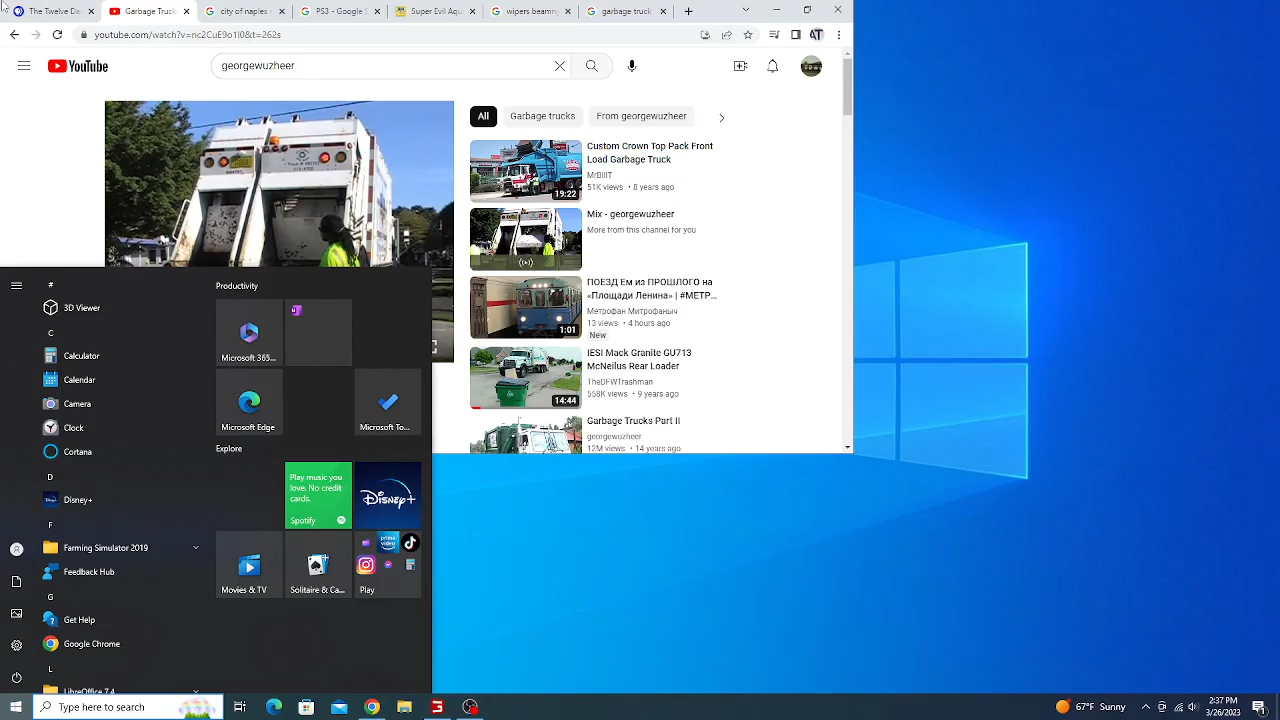 The Twelve Da
Garbage Truck
city of naples
PS3 - Google S
Super Evil Aqu
wipers stern
garbage truck
youtube.com/watch?v=nc2CuE9o1I0&t=262s
YouTube
georgewuzheer
All
Garbage trucks
From georgewuzheer
Custom Crown Top Pack Front
Load Garbage Truck
MrBillT
51K views • 8 years ago
19:22
Mix - georgewuzheer
More from this channel for you
ПОЕЗД Ем из ПРОШЛОГО на
«Площади Ленина» | #МЕТР...
Метрофан Митрофаныч
13 views • 4 hours ago
New
1:01
IESI Mack Granite GU713
McNeilus Rear Loader
TheDFWTrashman
558K views • 9 years ago
14:44
Garbage Trucks Part II
georgewuzheer
12M views • 14 years ago
#
3D Viewer
C
Calculator
Calendar
Camera
Clock
Cortana
D
Disney+
F
Farming Simulator 2019
Feedback Hub
G
Get Help
Google Chrome
L
LibreOffice 7.4
Productivity
Microsoft 365...
Microsoft Edge
Microsoft To...
Explore
Play music you
love. No credit
cards.
Spotify
Disney+
Movies & TV
Solitaire & Ca...
prime
video
Play
Type here to search
67°F Sunny
2:37 PM
3/26/2023